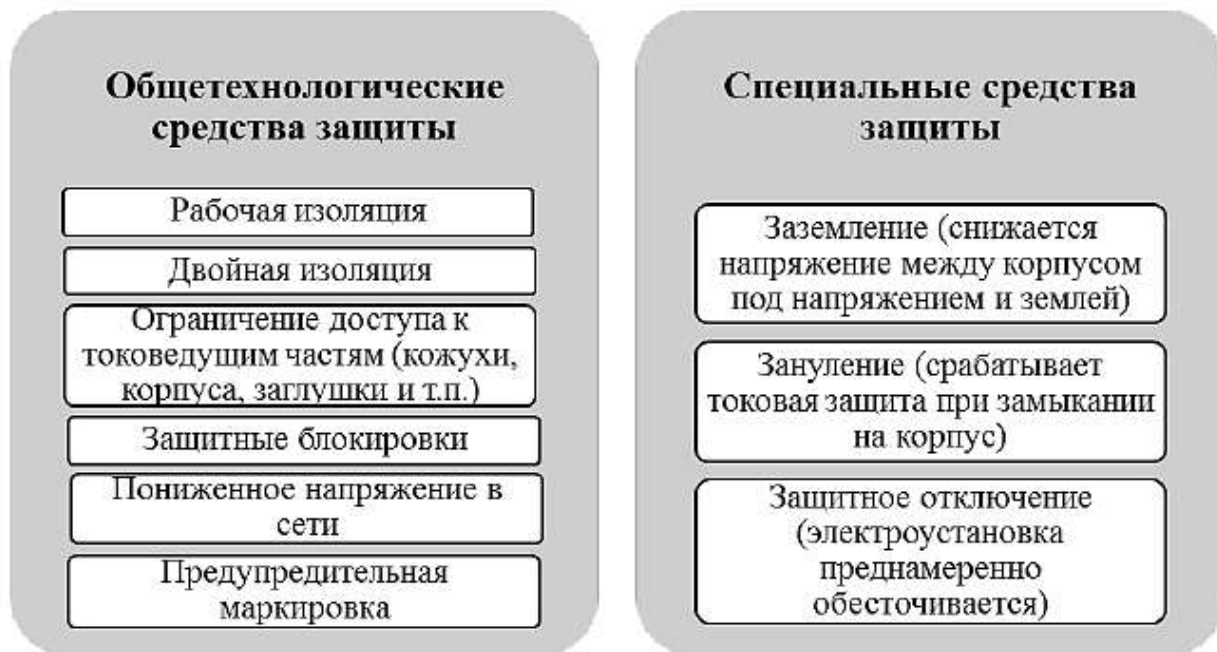 Общетехнологические
средства защиты
Рабочая изоляция
Двойная изоляция
Ограничение доступа к
токоведущим частям (кожухи,
корпуса, заглушки и т.п.)
Защитные блокировки
Пониженное напряжение в
сети
Предупредительная
маркировка
Специальные средства
защиты
Заземление (снижается
напряжение между корпусом
под напряжением и землей)
Зануление (срабатывает
токовая защита при замыкании
на корпус)
Защитное отключение
(электроустановка
преднамеренно
обесточивается)